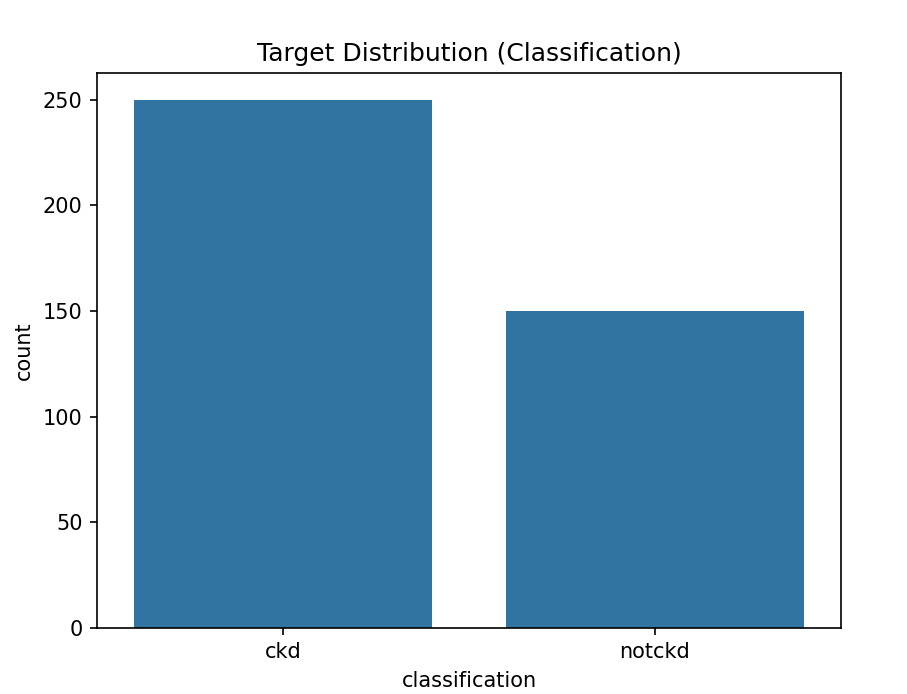 Target Distribution (Classification)
250
200
150
100
50
0
count
ckd
notckd
classification